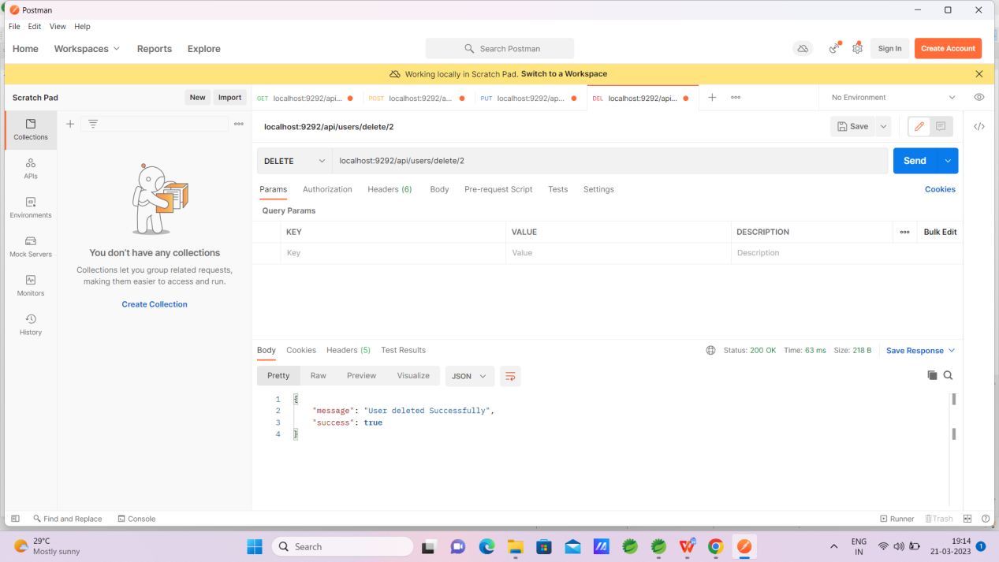 Postman
File Edit View Help
Home Workspaces Reports Explore Search Postman Sign In Create Account
Working locally in Scratch Pad. Switch to a Workspace
Scratch Pad New Import GET localhost:9292/api... POST localhost:9292/a... PUT localhost:9292/ap... DEL localhost:9292/api... No Environment
localhost:9292/api/users/delete/2 Save
Collections
DELETE localhost:9292/api/users/delete/2 Send
APIs
Params Authorization Headers (6) Body Pre-request Script Tests Settings Cookies
Query Params
Environments
KEY VALUE DESCRIPTION Bulk Edit
Key Value Description
Mock Servers
You don't have any collections
Collections let you group related requests,
making them easier to access and run.
Monitors
Create Collection
History
Body Cookies Headers (5) Test Results Status: 200 OK Time: 63 ms Size: 218 B Save Response
Pretty Raw Preview Visualize JSON
1 {
2 "message": "User deleted Successfully",
3 "success": true
4 }
Find and Replace Console Runner Trash
29°C
Mostly sunny
Search
ENG
IN
19:14
21-03-2023
1